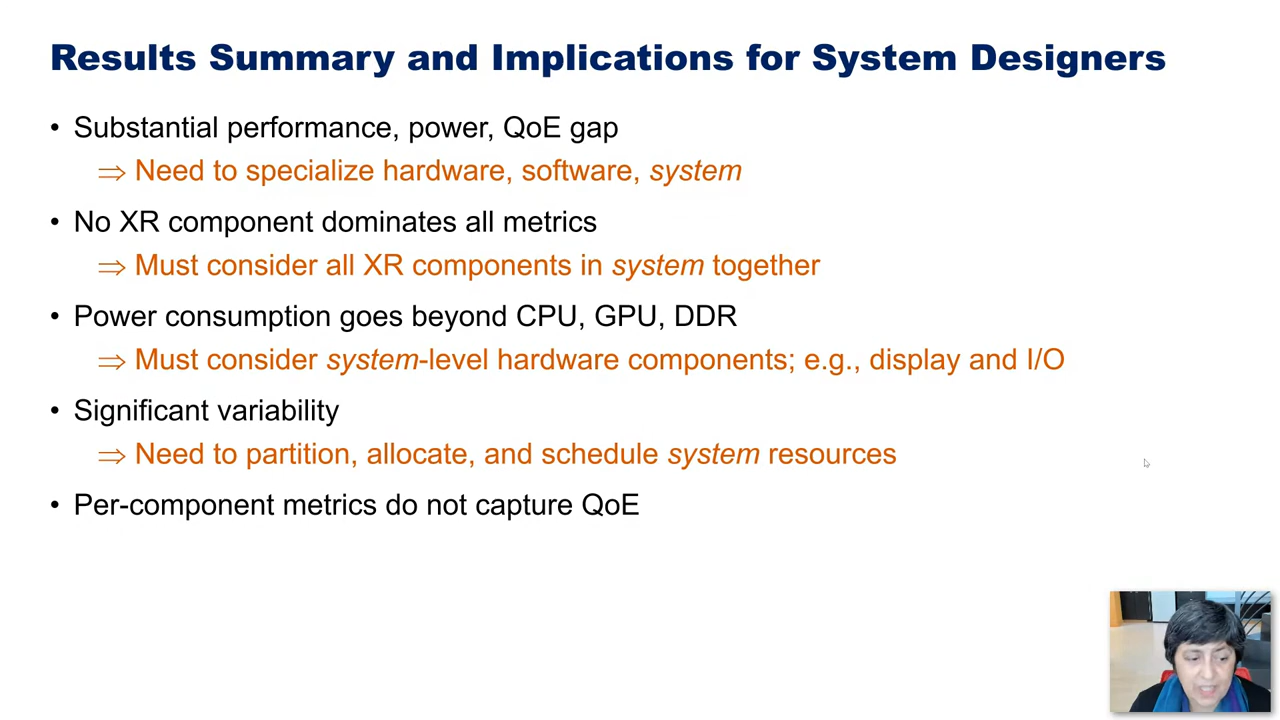 Results Summary and Implications for System Designers
• Substantial performance, power, QoE gap
⇒ Need to specialize hardware, software, system
• No XR component dominates all metrics
⇒ Must consider all XR components in system together
• Power consumption goes beyond CPU, GPU, DDR
⇒ Must consider system-level hardware components; e.g., display and I/O
• Significant variability
⇒ Need to partition, allocate, and schedule system resources
• Per-component metrics do not capture QoE